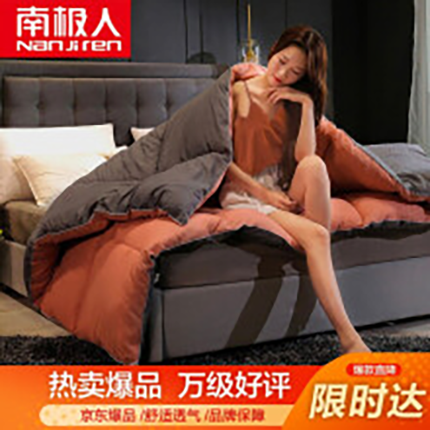 南极人
NanJiren
热卖爆品 万级好评
京东爆品/舒适透气/品牌保障
爆款直降
限时达